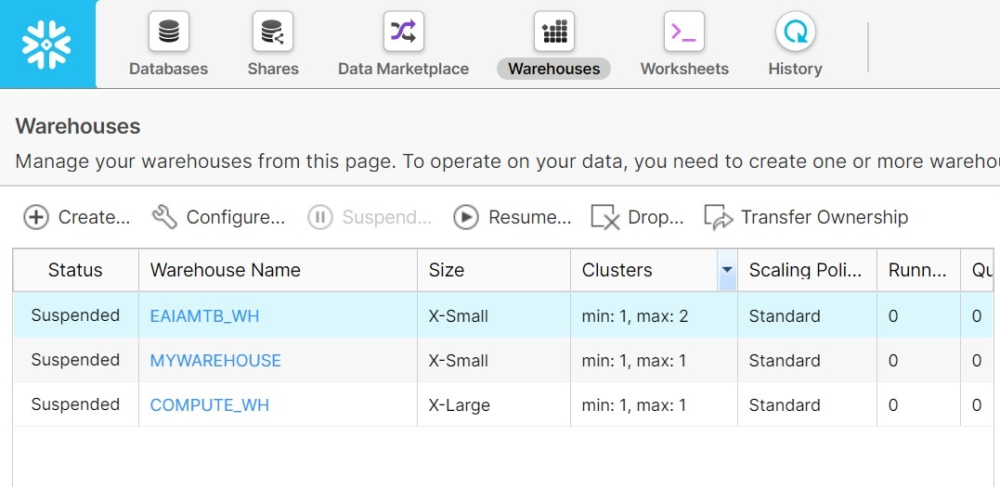 Databases Shares Data Marketplace Warehouses Worksheets History
Warehouses
Manage your warehouses from this page. To operate on your data, you need to create one or more
Create... Configure... Suspend... Resume... Drop... Transfer Ownership
Status Warehouse Name Size Clusters Scaling Poli... Runn... Qu
Suspended EAIAMTB_WH X-Small min: 1, max: 2 Standard 0 0
Suspended MYWAREHOUSE X-Small min: 1, max: 1 Standard 0 0
Suspended COMPUTE_WH X-Large min: 1, max: 1 Standard 0 0